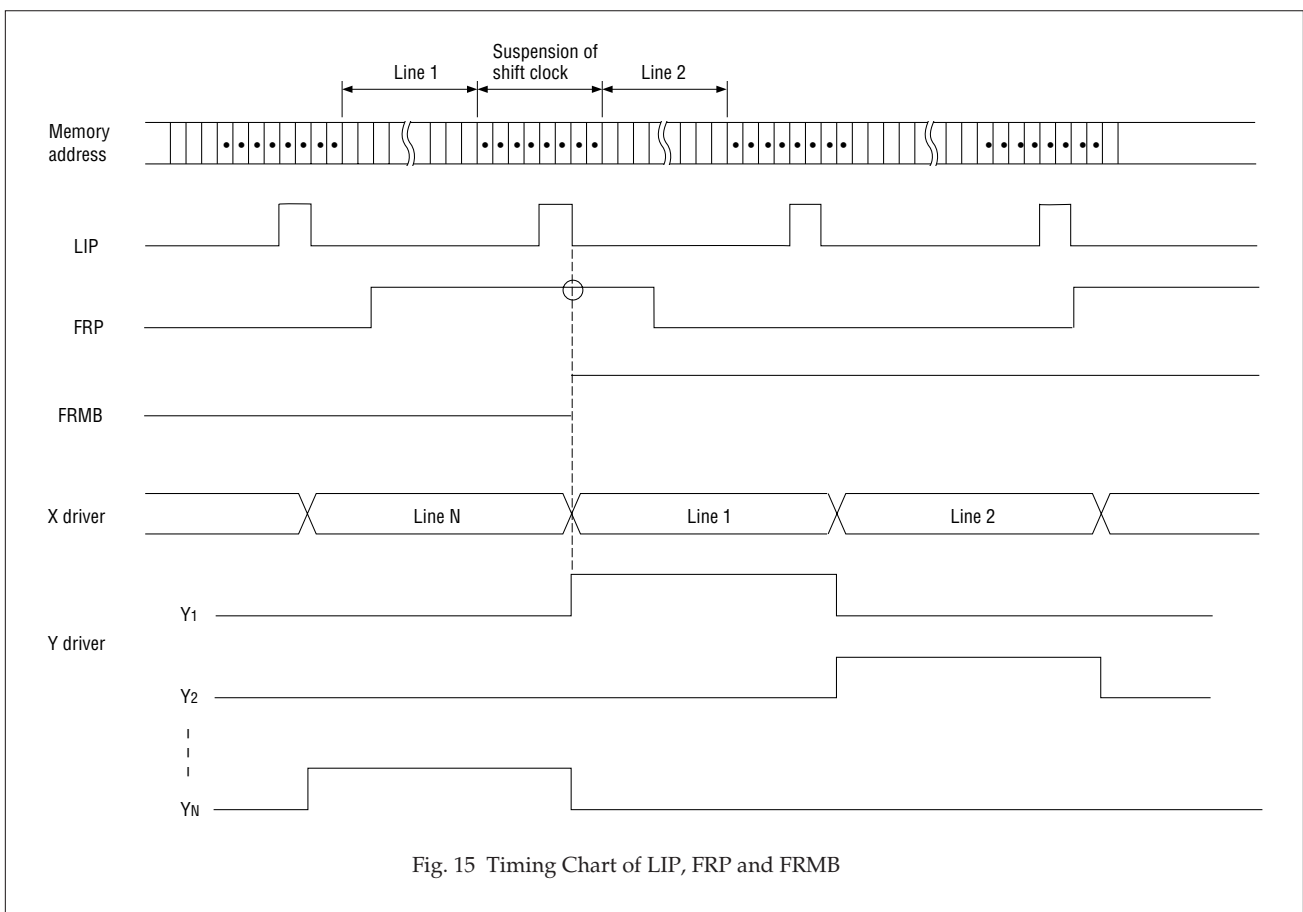 Suspension of
Line 1 shift clock Line 2
Memory
address
LIP
FRP
FRMB
X driver Line N Line 1 Line 2
Y1
Y driver
Y2
YN
Fig. 15 Timing Chart of LIP, FRP and FRMB